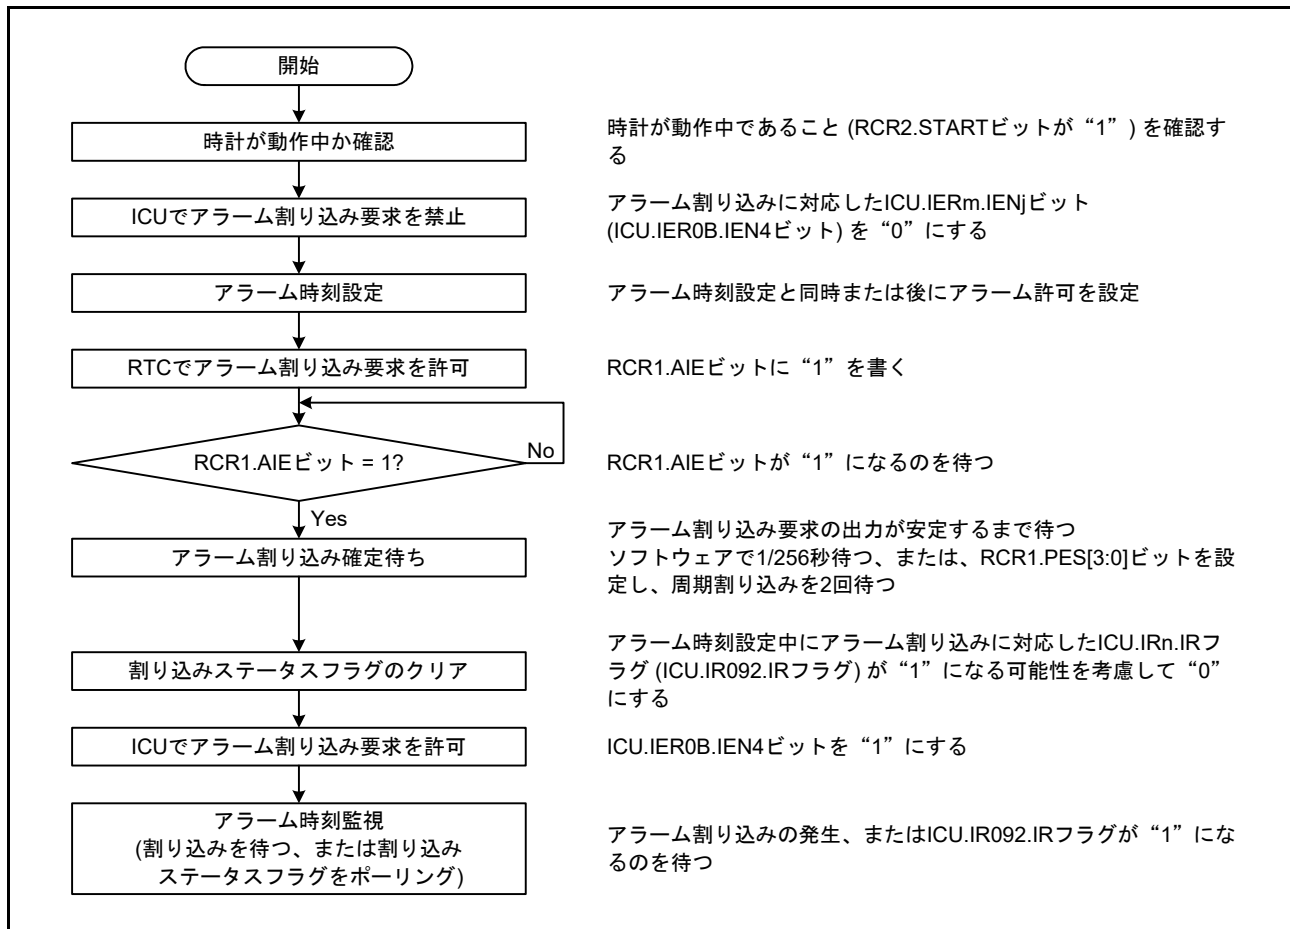 開始
時計が動作中か確認
時計が動作中であること (RCR2.STARTビットが“1”) を確認す
る
ICUでアラーム割り込み要求を禁止
アラーム割り込みに対応したICU.IERm.IENjビット
(ICU.IER0B.IEN4ビット) を“0”にする
アラーム時刻設定
アラーム時刻設定と同時または後にアラーム許可を設定
RTCでアラーム割り込み要求を許可
RCR1.AIEビットに“1”を書く
RCR1.AIEビット = 1?
No
RCR1.AIEビットが“1”になるのを待つ
Yes
アラーム割り込み確定待ち
アラーム割り込み要求の出力が安定するまで待つ
ソフトウェアで1/256秒待つ、または、RCR1.PES[3:0]ビットを設
定し、周期割り込みを2回待つ
割り込みステータスフラグのクリア
アラーム時刻設定中にアラーム割り込みに対応したICU.IRn.IRフ
ラグ (ICU.IR092.IRフラグ) が“1”になる可能性を考慮して“0”
にする
ICUでアラーム割り込み要求を許可
ICU.IER0B.IEN4ビットを“1”にする
アラーム時刻監視
(割り込みを待つ、または割り込み
ステータスフラグをポーリング)
アラーム割り込みの発生、またはICU.IR092.IRフラグが“1”にな
るのを待つ